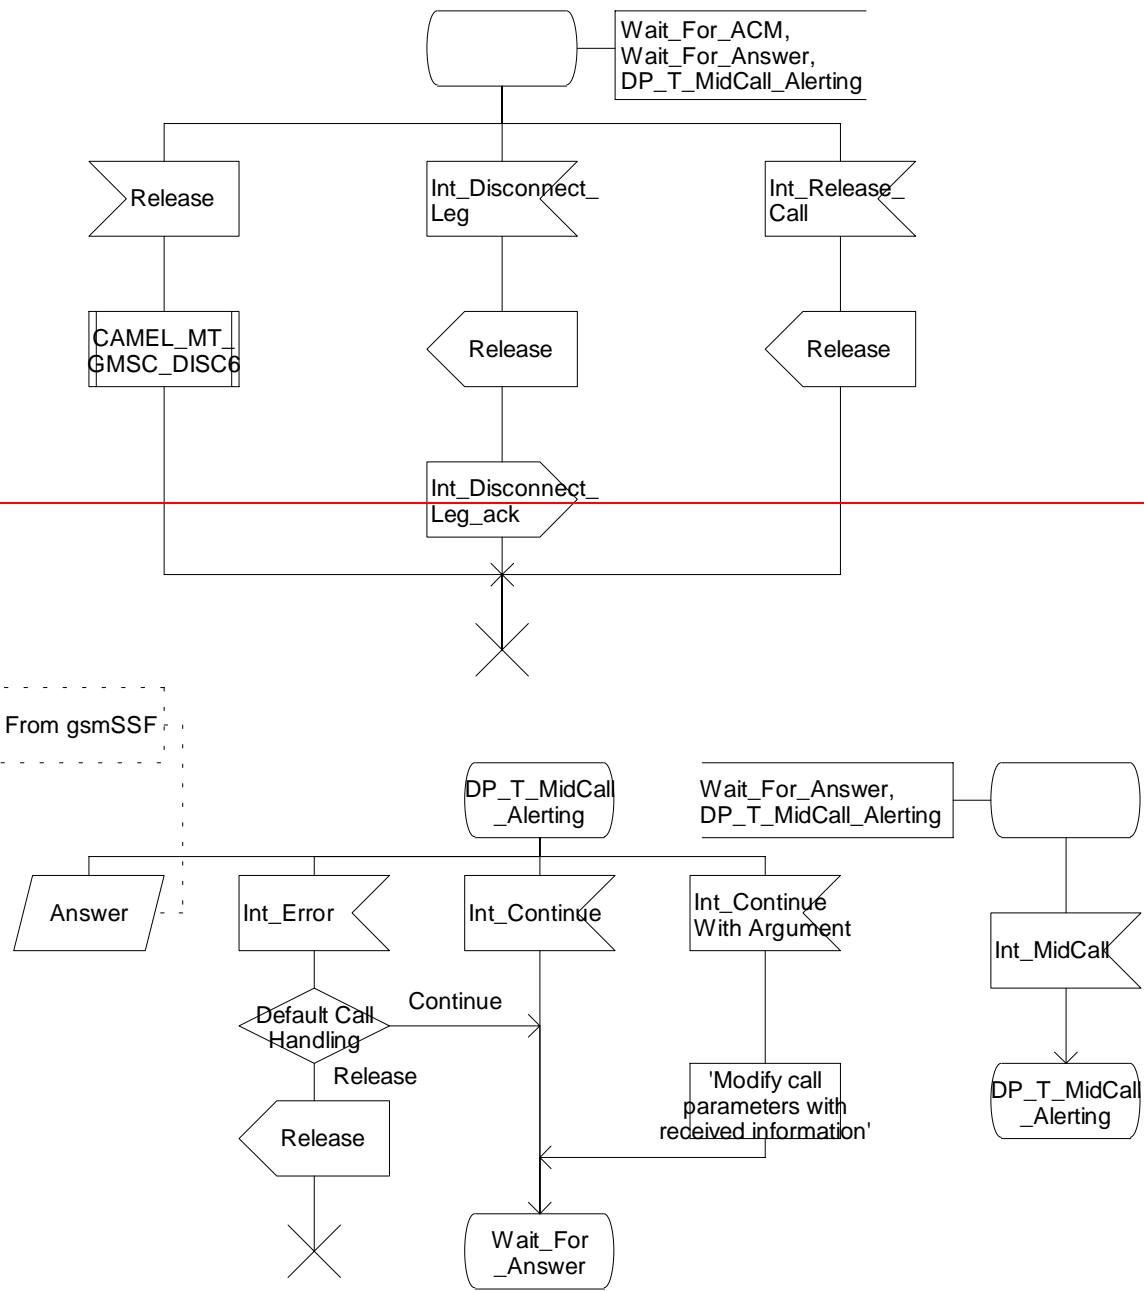 Wait_For_ACM,
Wait_For_Answer,
DP_T_MidCall_Alerting
Release
Int_Disconnect_
Leg
Int_Release_
Call
CAMEL_MT_
GMSC_DISC6
Release
Release
Int_Disconnect_
Leg_ack
From gsmSSF
DP_T_MidCall
_Alerting
Wait_For_Answer,
DP_T_MidCall_Alerting
Answer
Int_Error
Int_Continue
Int_Continue
With Argument
Int_MidCall
Default Call
Handling
Continue
Release
'Modify call
parameters with
received information'
DP_T_MidCall
_Alerting
Release
Wait_For
_Answer